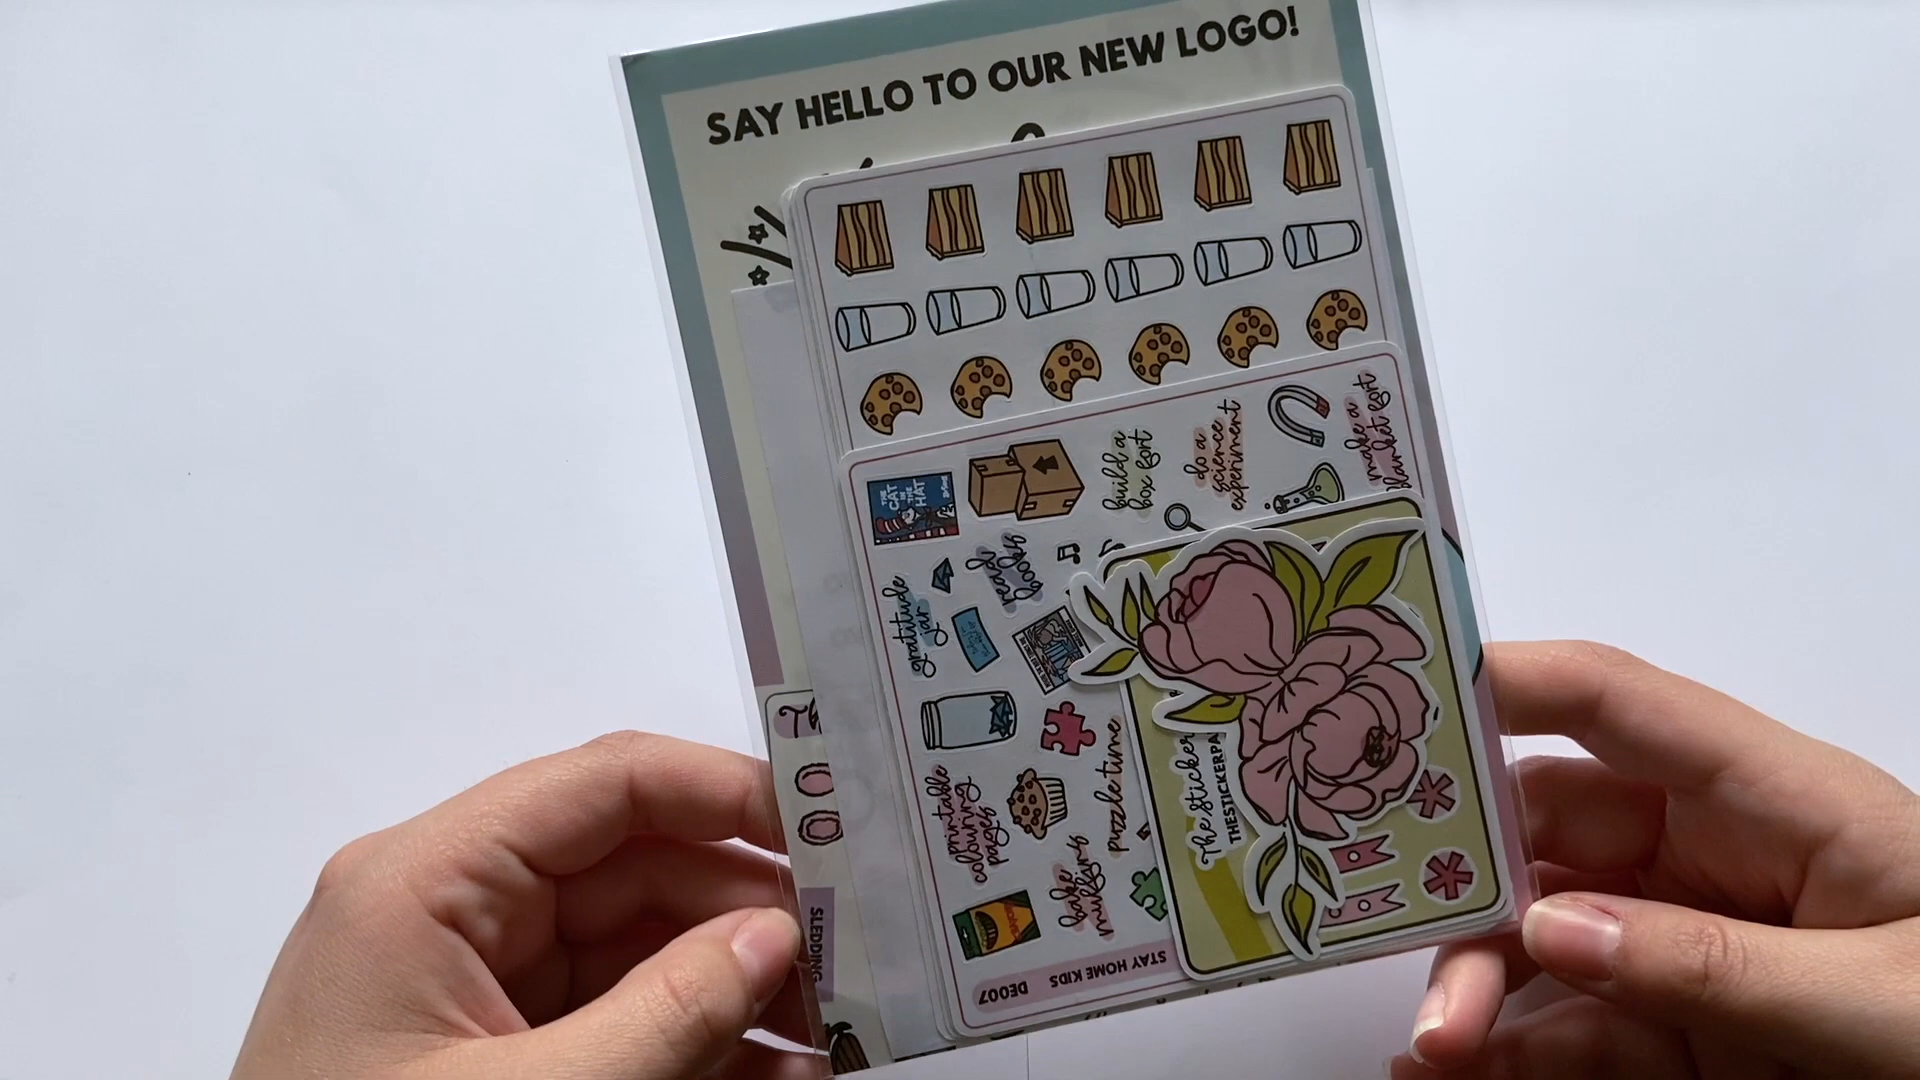 SAY HELLO TO OUR NEW LOGO!
THE
CAT
IN
THE
HAT
build a
box fort
do a
science
experiment
make a
blanket fort
read
books
gratitude
jar
printable
colouring
pages
puzzle time
bake
muffins
The Sticker
THESTICKERPA
SLEDDING
STAY HOME KIDS
DE007